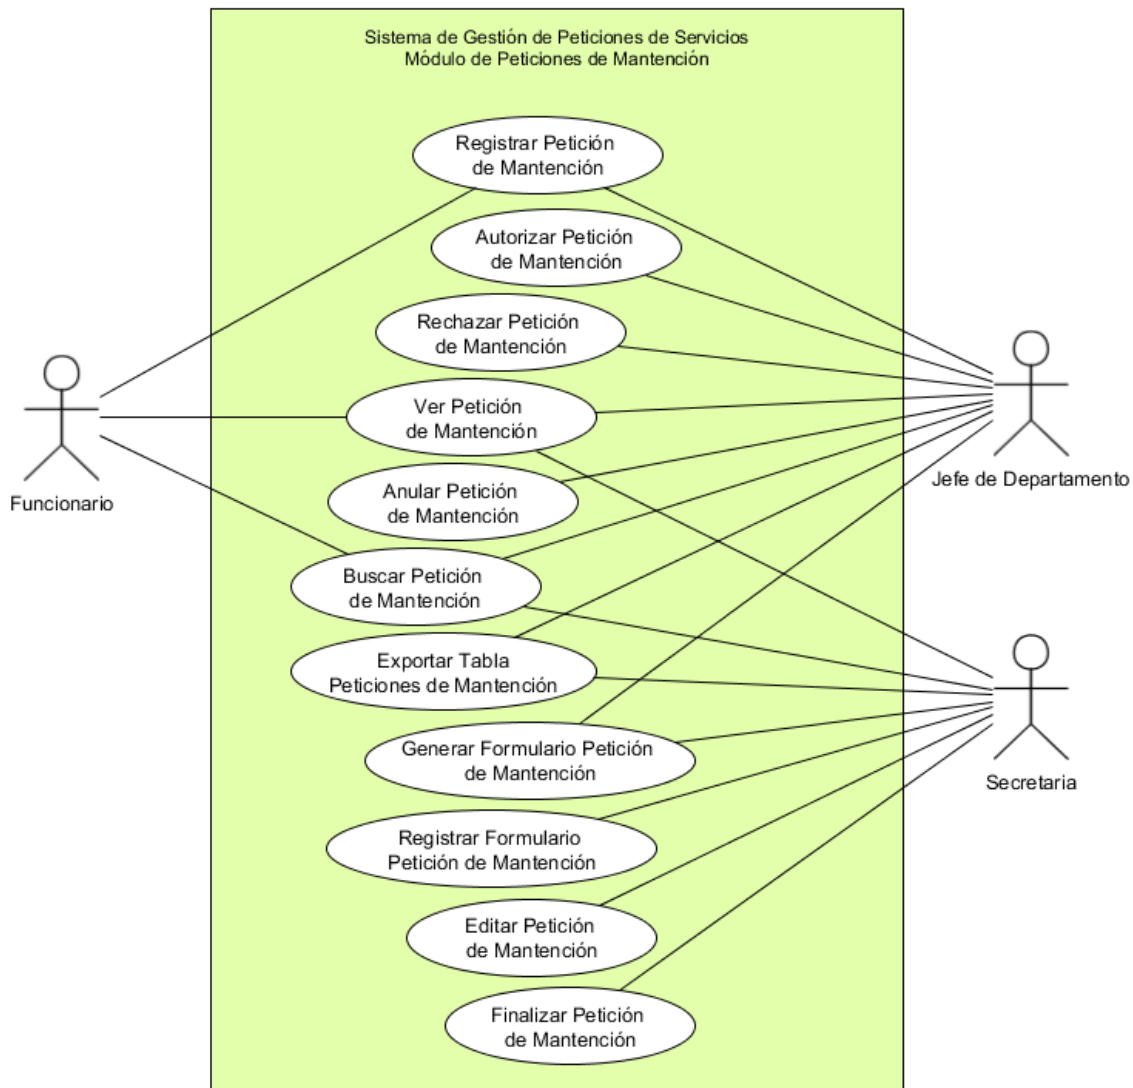 Sistema de Gestión de Peticiones de Servicios
Módulo de Peticiones de Mantención
Registrar Petición
de Mantención
Autorizar Petición
de Mantención
Rechazar Petición
de Mantención
Ver Petición
de Mantención
Anular Petición
de Mantención
Buscar Petición
de Mantención
Exportar Tabla
Peticiones de Mantención
Generar Formulario Petición
de Mantención
Registrar Formulario
Petición de Mantención
Editar Petición
de Mantención
Finalizar Petición
de Mantención
Funcionario
Jefe de Departamento
Secretaria